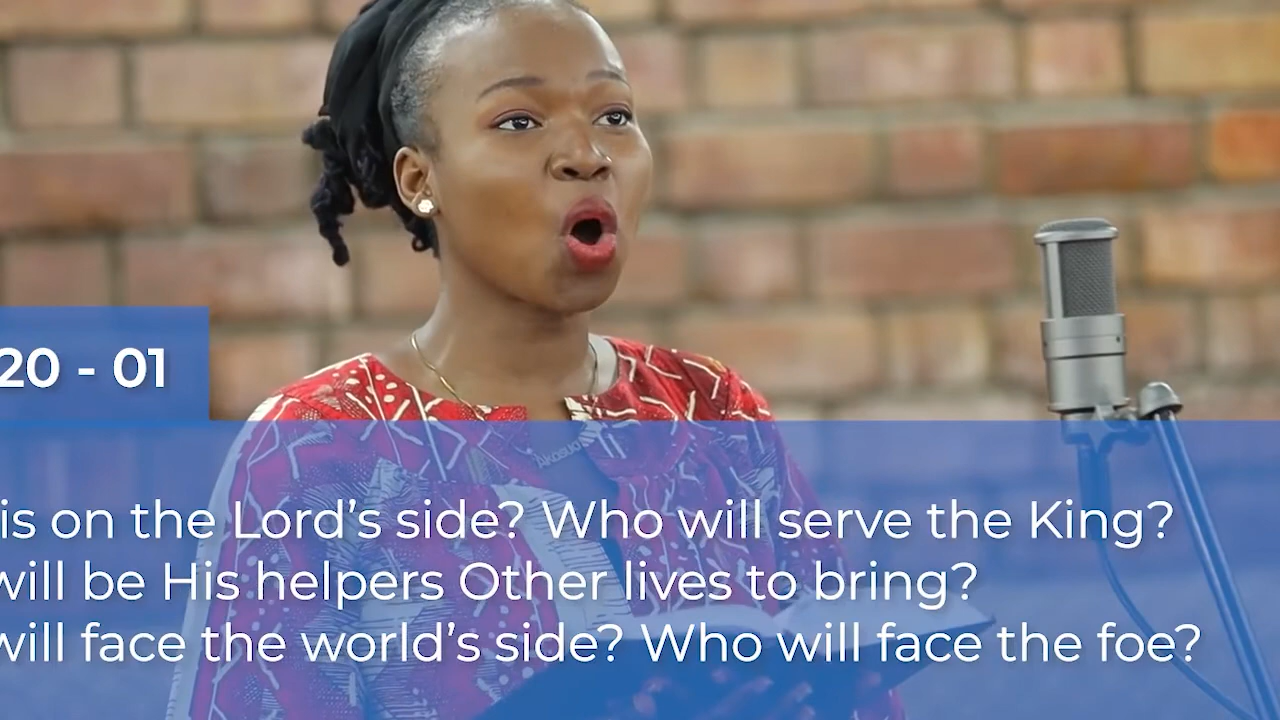 20 - 01
is on the Lord's side? Who will serve the King?
will be His helpers Other lives to bring?
will face the world's side? Who will face the foe?